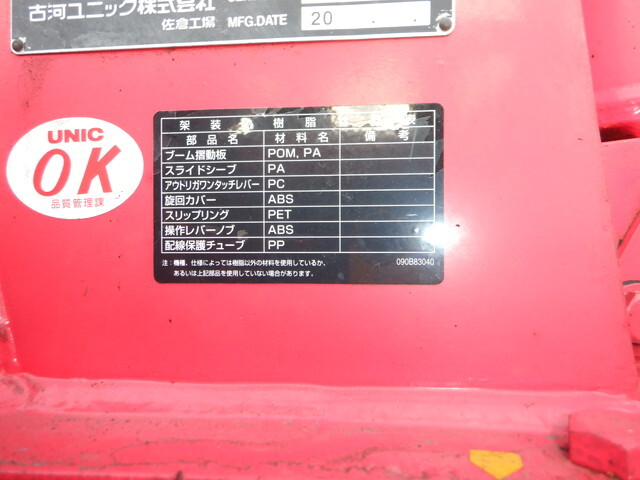 古河ユニック株式会社
佐倉工場 MFG.DATE 20 . .
UNIC
OK
品質管理課
架装 樹脂 表
部品名 材料名 備考
ブーム摺動板 POM, PA
スライドシーブ PA
アウトリガワンタッチレバー PC
旋回カバー ABS
スリップリング PET
操作レバーノブ ABS
配線保護チューブ PP
注：機種、仕様によっては樹脂以外の材料を使用しているか、
あるいは上記部品を使用していない場合があります。
090B83040